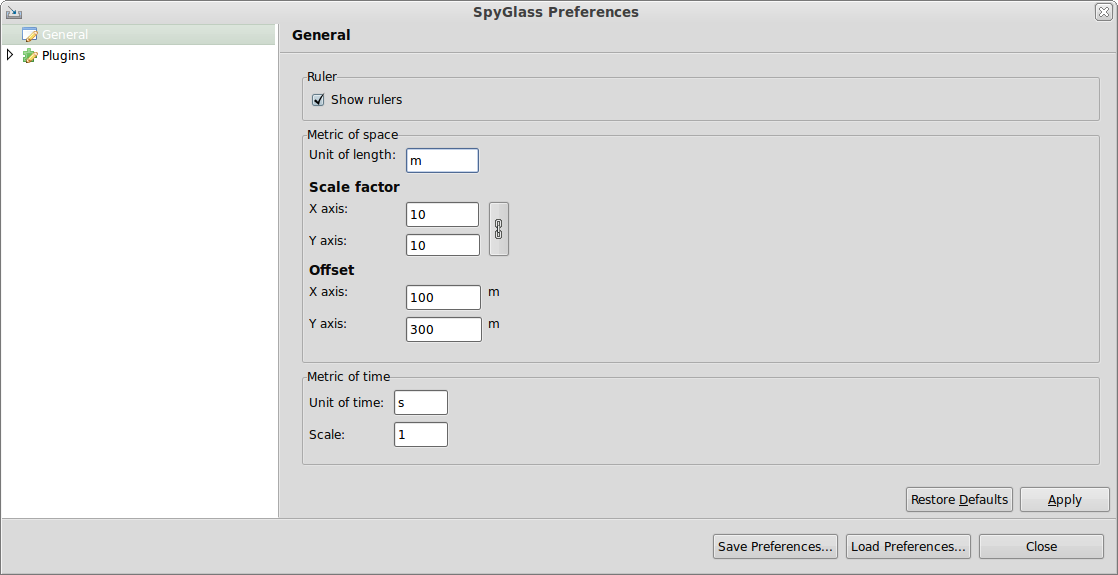 SpyGlass Preferences
General
Plugins
General
Ruler
Show rulers
Metric of space
Unit of length: m
Scale factor
X axis: 10
Y axis: 10
Offset
X axis: 100 m
Y axis: 300 m
Metric of time
Unit of time: s
Scale: 1
Restore Defaults Apply
Save Preferences... Load Preferences... Close